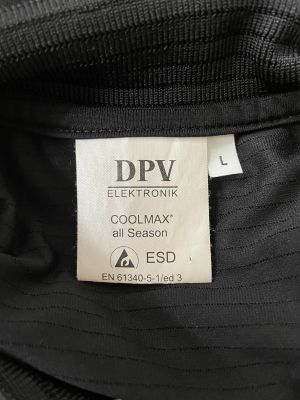 DPV
ELEKTRONIK
L
COOLMAX®
all Season
ESD
EN 61340-5-1/ed 3